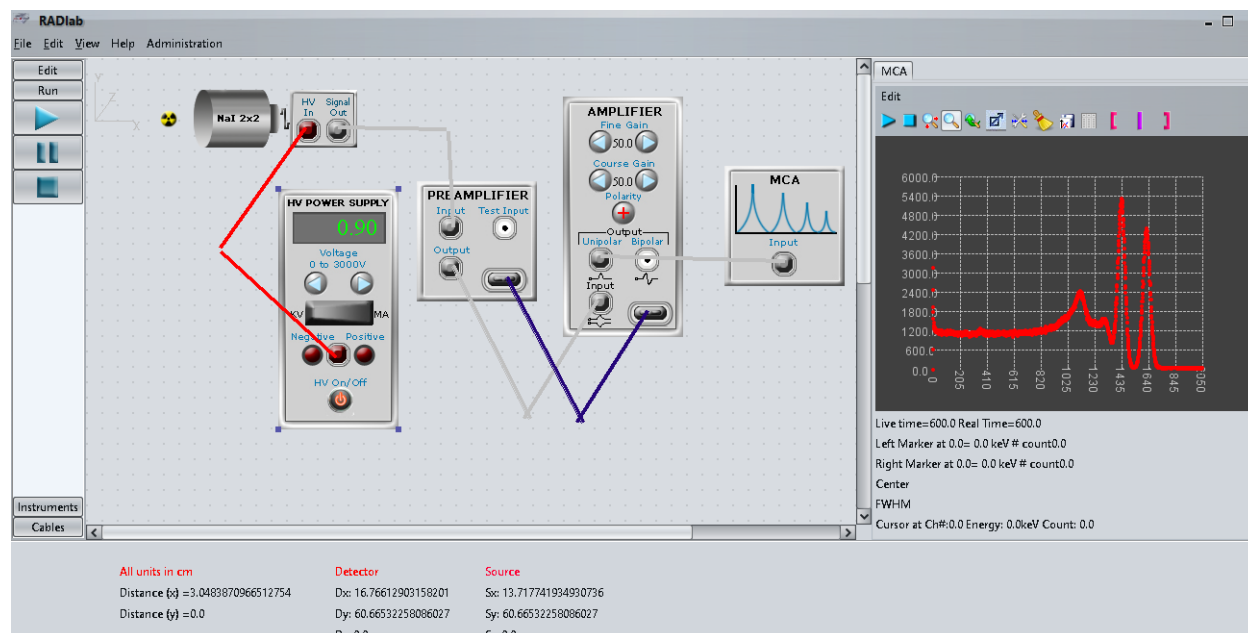 RADlab
File Edit View Help Administration
Edit
Run
Instruments
Cables
Y
Z
X
NaI 2x2
HV In
Signal Out
HV POWER SUPPLY
0.90
Voltage
0 to 3000V
KV
MA
Negative Positive
HV On/Off
PREAMPLIFIER
Input Test Input
Output
AMPLIFIER
Fine Gain
50.0
Course Gain
50.0
Polarity
Output
Unipolar Bipolar
Input
MCA
Input
MCA
Edit
6000.0
5400.0
4800.0
4200.0
3600.0
3000.0
2400.0
1800.0
1200.0
600.0
0.0
0 205 410 615 820 1025 1230 1435 1640 1845 2050
Live time=600.0 Real Time=600.0
Left Marker at 0.0= 0.0 keV # count0.0
Right Marker at 0.0= 0.0 keV # count0.0
Center
FWHM
Cursor at Ch#:0.0 Energy: 0.0keV Count: 0.0
All units in cm Detector Source
Distance (x) =3.0483870966512754 Dx: 16.76612903158201 Sx: 13.717741934930736
Distance (y) =0.0 Dy: 60.66532258086027 Sy: 60.66532258086027